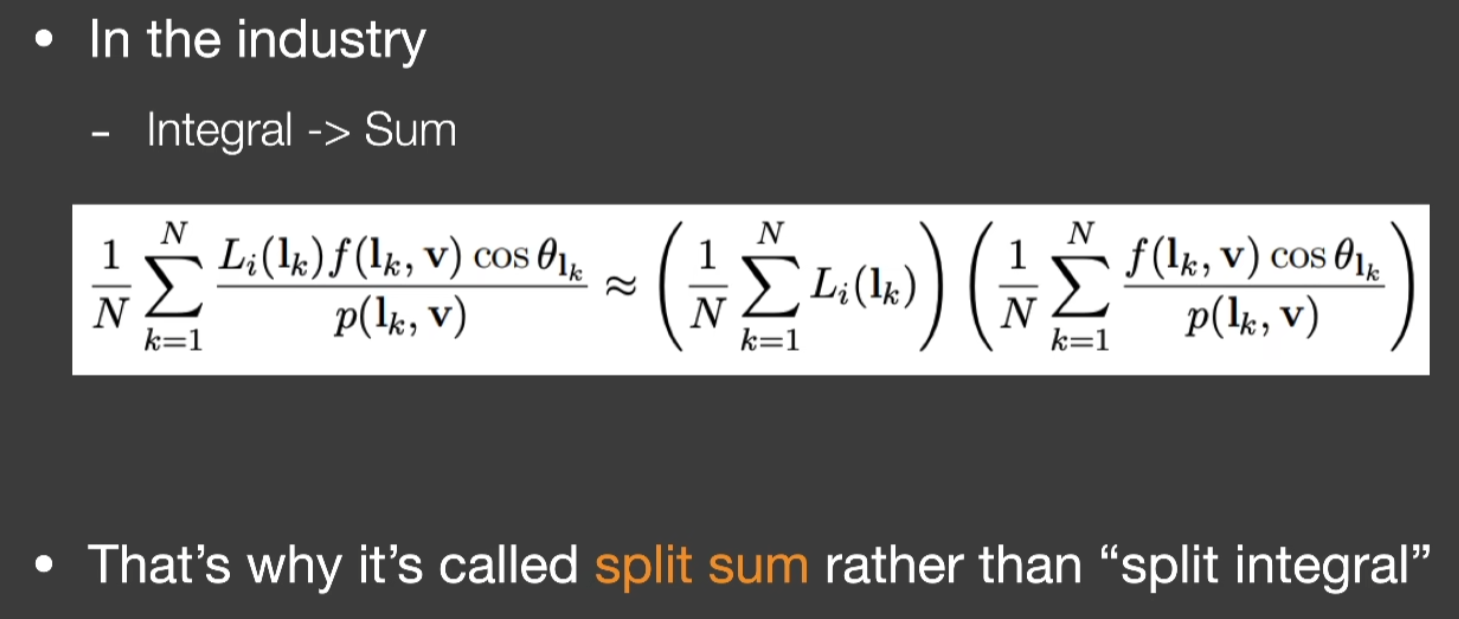 • In the industry
- Integral -> Sum
$$\frac{1}{N} \sum_{k=1}^{N} \frac{L_i(\mathbf{l}_k) f(\mathbf{l}_k, \mathbf{v}) \cos \theta_{\mathbf{l}_k}}{p(\mathbf{l}_k, \mathbf{v})} \approx \left( \frac{1}{N} \sum_{k=1}^{N} L_i(\mathbf{l}_k) \right) \left( \frac{1}{N} \sum_{k=1}^{N} \frac{f(\mathbf{l}_k, \mathbf{v}) \cos \theta_{\mathbf{l}_k}}{p(\mathbf{l}_k, \mathbf{v})} \right)$$
• That’s why it’s called split sum rather than “split integral”